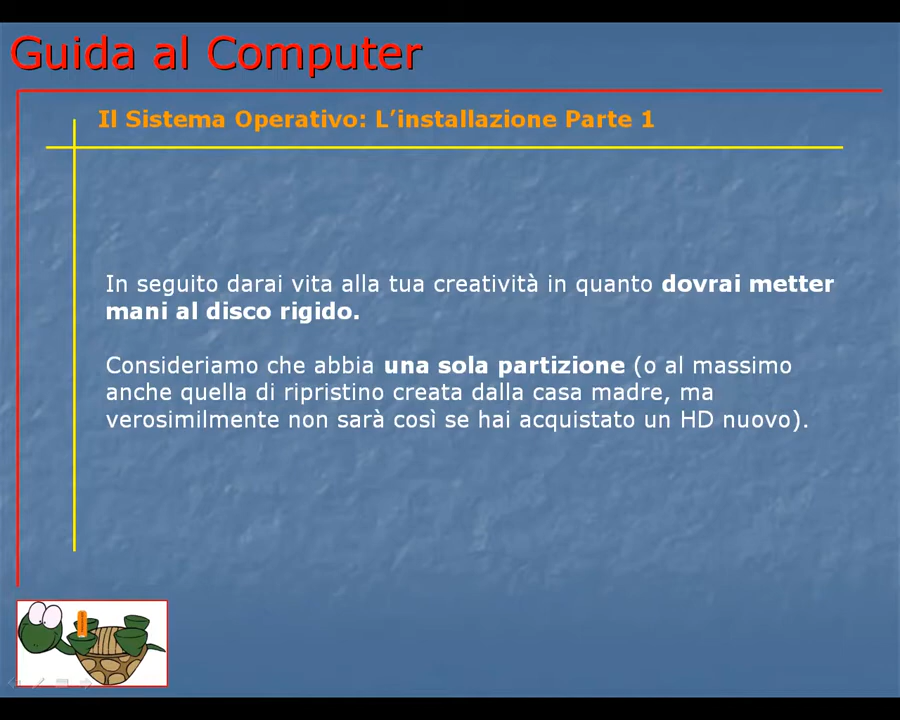 Guida al Computer
Il Sistema Operativo: L’installazione Parte 1
In seguito darai vita alla tua creatività in quanto dovrai metter
mani al disco rigido.
Consideriamo che abbia una sola partizione (o al massimo
anche quella di ripristino creata dalla casa madre, ma
verosimilmente non sarà così se hai acquistato un HD nuovo).